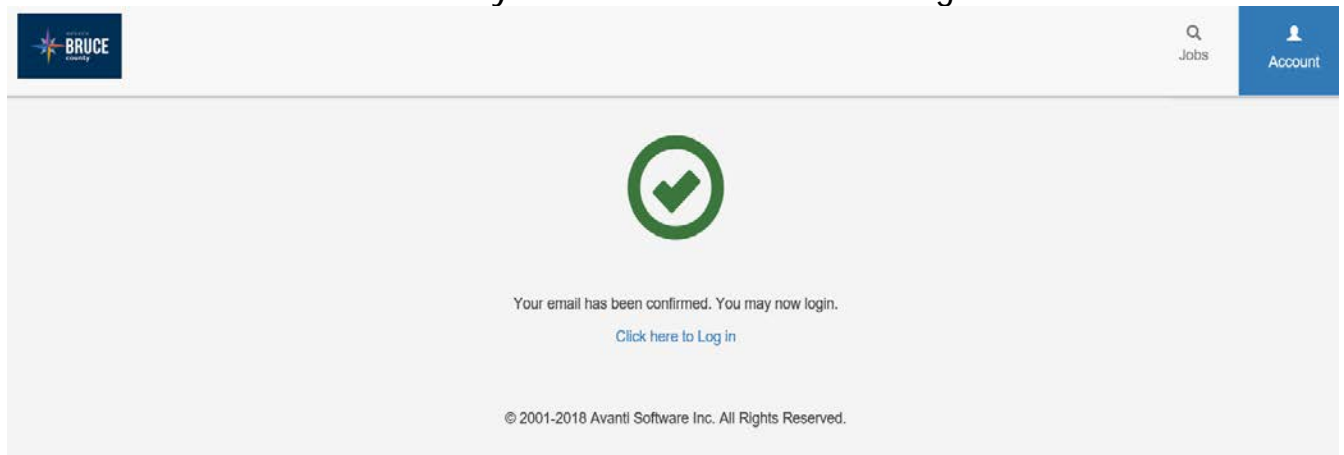 BRUCE
county
Jobs
Account
Your email has been confirmed. You may now login.
Click here to Log in
© 2001-2018 Avanti Software Inc. All Rights Reserved.